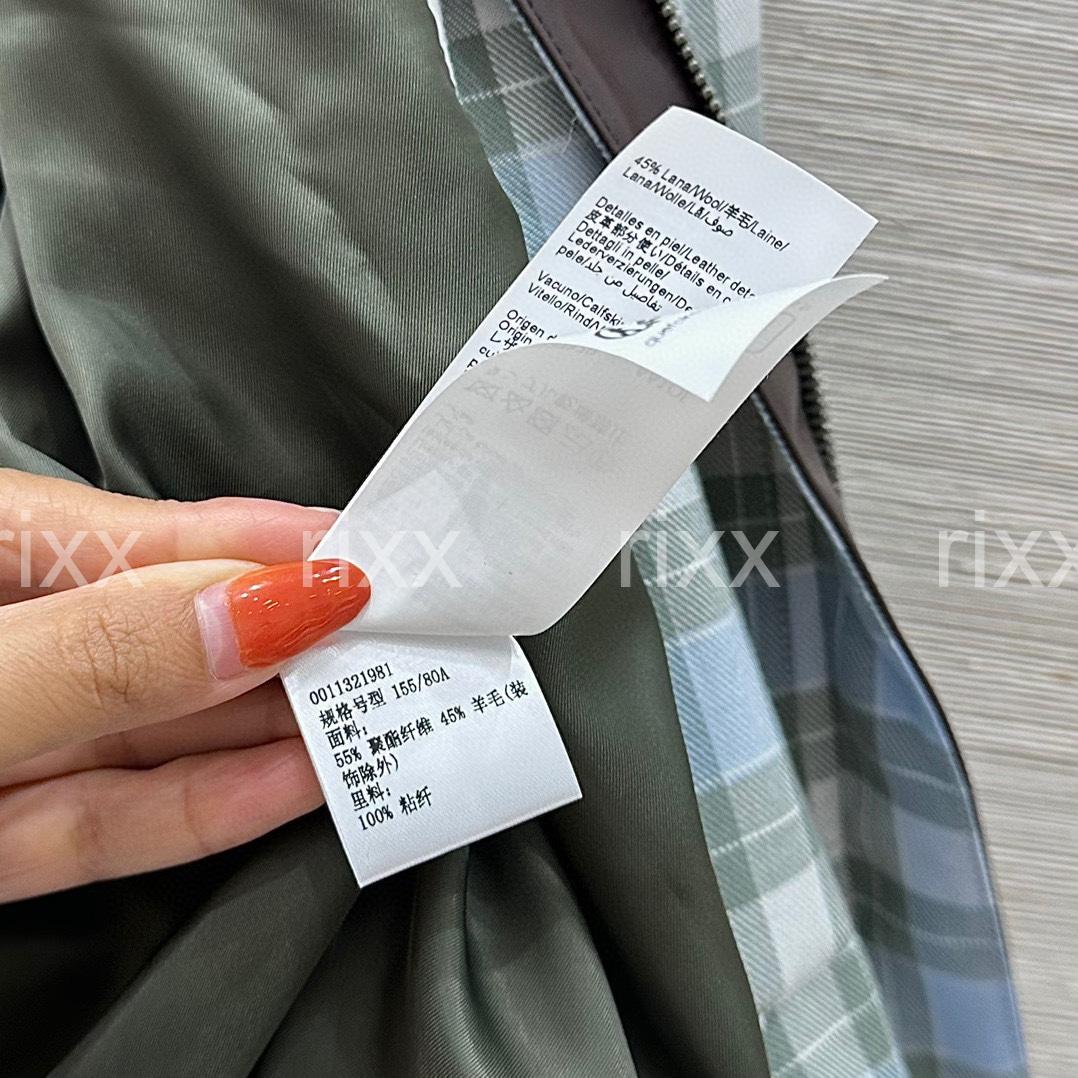 45% Lana/Wool/羊毛/Laine/
Lana/Wolle/Lã/صوف
Detalles en piel/Leather
皮革部分使い/Détails en
Dettagli in pelle/
Lederverzierungen/
pele/تفاصيل من جلد
Vacuno/Calfskin
Vitello/Rind/
Origen
Origin
レザ
rixx rixx rixx rixx
0011321981
规格号型 155/80A
面料:
55% 聚酯纤维 45% 羊毛(装
饰除外)
里料:
100% 粘纤